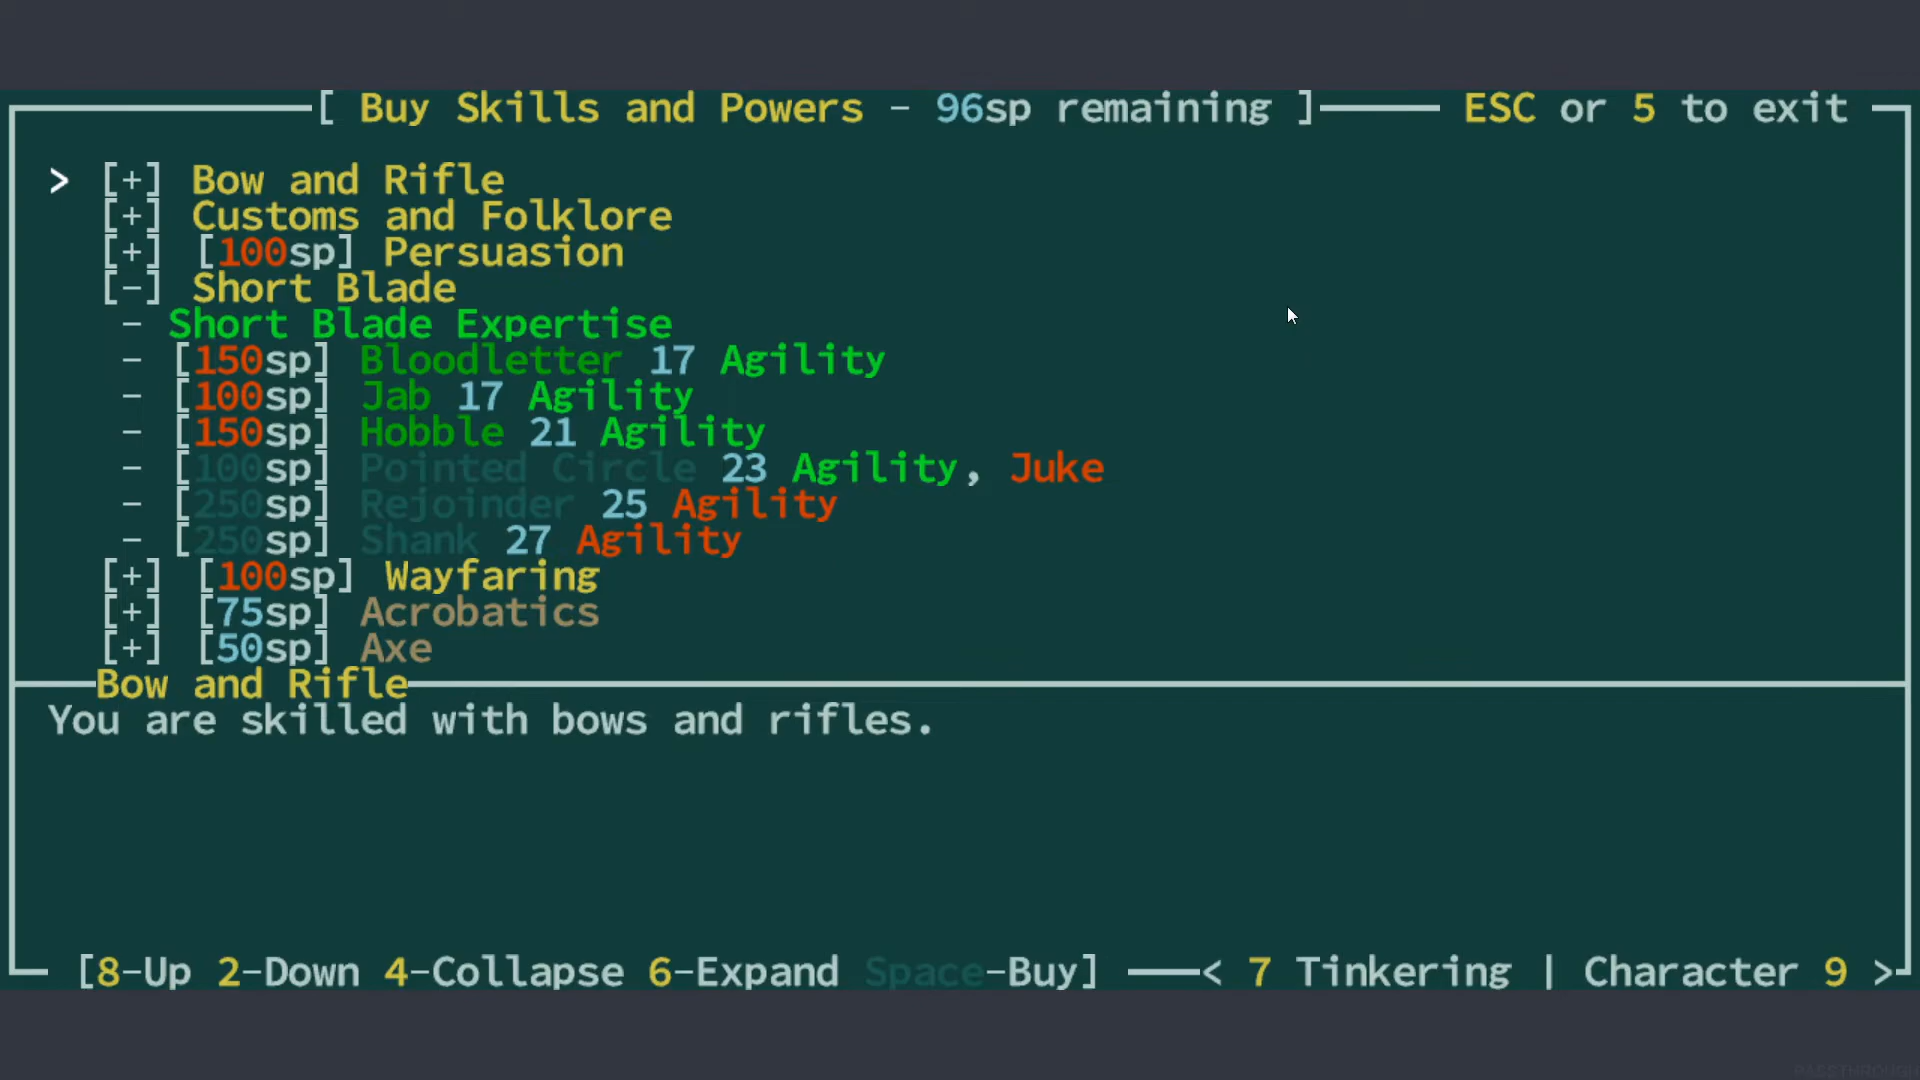 [ Buy Skills and Powers - 96sp remaining ] ESC or 5 to exit
> [+] Bow and Rifle
[+] Customs and Folklore
[+] [100sp] Persuasion
[-] Short Blade
- Short Blade Expertise
- [150sp] Bloodletter 17 Agility
- [100sp] Jab 17 Agility
- [150sp] Hobble 21 Agility
- [100sp] Pointed Circle 23 Agility, Juke
- [250sp] Rejoinder 25 Agility
- [250sp] Shank 27 Agility
[+] [100sp] Wayfaring
[+] [75sp] Acrobatics
[+] [50sp] Axe
Bow and Rifle
You are skilled with bows and rifles.
[8-Up 2-Down 4-Collapse 6-Expand Space-Buy] < 7 Tinkering | Character 9 >
PASSTHROUGH